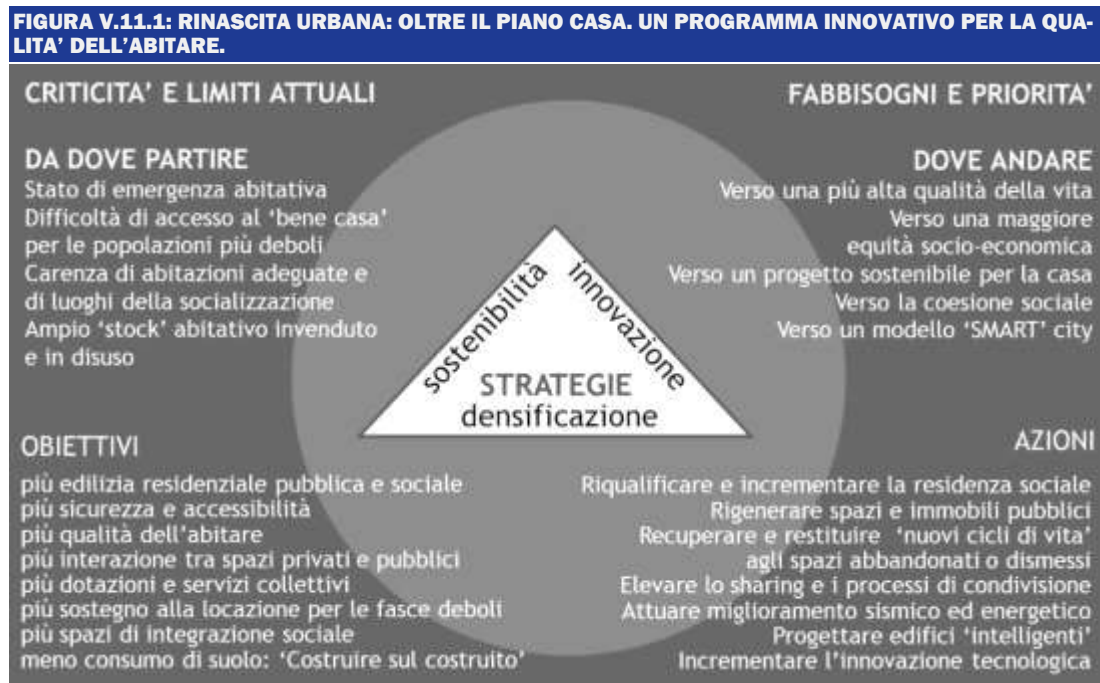 FIGURA V.11.1: RINASCITA URBANA: OLTRE IL PIANO CASA. UN PROGRAMMA INNOVATIVO PER LA QUA-
LITA' DELL'ABITARE.
CRITICITA' E LIMITI ATTUALI
DA DOVE PARTIRE
Stato di emergenza abitativa
Difficoltà di accesso al 'bene casa'
per le popolazioni più deboli
Carenza di abitazioni adeguate e
di luoghi della socializzazione
Ampio 'stock' abitativo invenduto
e in disuso
FABBISOGNI E PRIORITA'
DOVE ANDARE
Verso una più alta qualità della vita
Verso una maggiore
equità socio-economica
Verso un progetto sostenibile per la casa
Verso la coesione sociale
Verso un modello 'SMART' city
sostenibilità
innovazione
STRATEGIE
densificazione
OBIETTIVI
più edilizia residenziale pubblica e sociale
più sicurezza e accessibilità
più qualità dell'abitare
più interazione tra spazi privati e pubblici
più dotazioni e servizi collettivi
più sostegno alla locazione per le fasce deboli
più spazi di integrazione sociale
meno consumo di suolo: 'Costruire sul costruito'
AZIONI
Riqualificare e incrementare la residenza sociale
Rigenerare spazi e immobili pubblici
Recuperare e restituire 'nuovi cicli di vita'
agli spazi abbandonati o dismessi
Elevare lo sharing e i processi di condivisione
Attuare miglioramento sismico ed energetico
Progettare edifici 'intelligenti'
Incrementare l'innovazione tecnologica